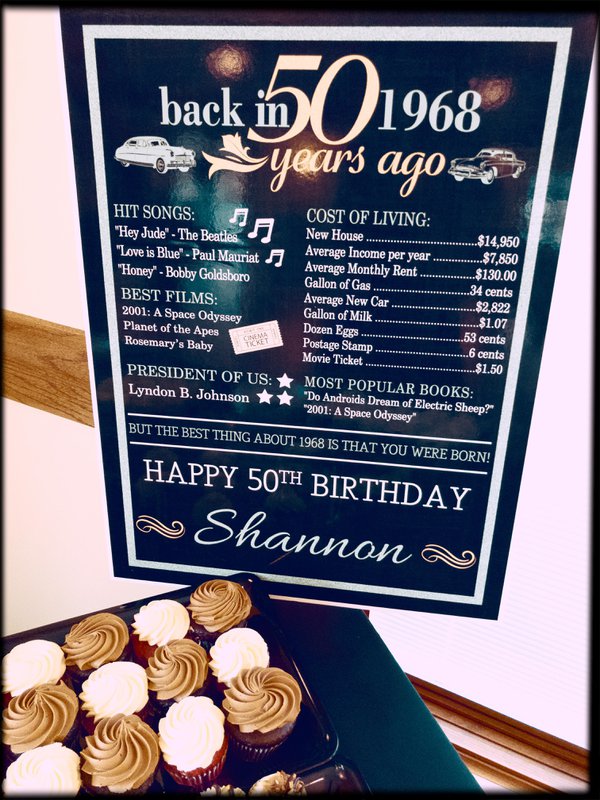 back in 50 1968
years ago
HIT SONGS:
"Hey Jude" - The Beatles
"Love is Blue" - Paul Mauriat
"Honey" - Bobby Goldsboro
BEST FILMS:
2001: A Space Odyssey
Planet of the Apes
Rosemary's Baby
CINEMA
TICKET
PRESIDENT OF US:
Lyndon B. Johnson
COST OF LIVING:
New House ................................$14,950
Average Income per year ..............$7,850
Average Monthly Rent ................$130.00
Gallon of Gas ............................34 cents
Average New Car ........................$2,822
Gallon of Milk ............................$1.07
Dozen Eggs ..............................53 cents
Postage Stamp ..........................6 cents
Movie Ticket ..............................$1.50
MOST POPULAR BOOKS:
"Do Androids Dream of Electric Sheep?"
"2001: A Space Odyssey"
BUT THE BEST THING ABOUT 1968 IS THAT YOU WERE BORN!
HAPPY 50TH BIRTHDAY
Shannon